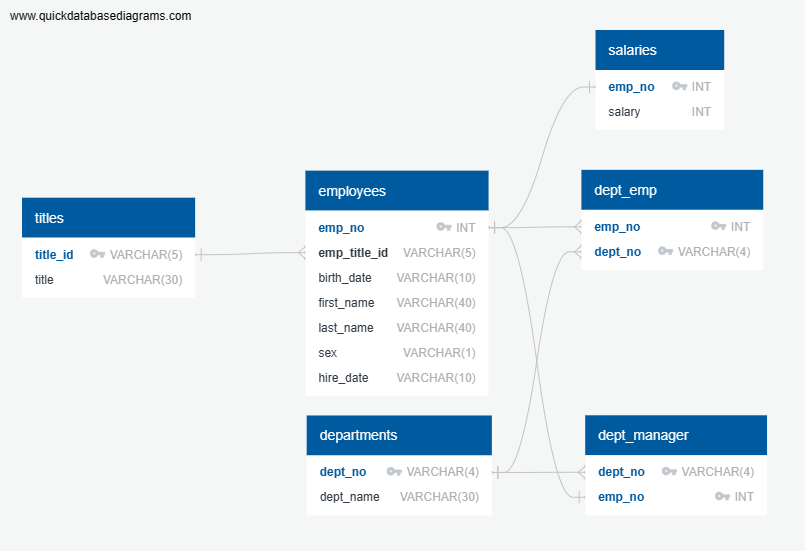 www.quickdatabasediagrams.com
salaries
emp_no INT
salary INT
employees
emp_no INT
emp_title_id VARCHAR(5)
birth_date VARCHAR(10)
first_name VARCHAR(40)
last_name VARCHAR(40)
sex VARCHAR(1)
hire_date VARCHAR(10)
dept_emp
emp_no INT
dept_no VARCHAR(4)
titles
title_id VARCHAR(5)
title VARCHAR(30)
departments
dept_no VARCHAR(4)
dept_name VARCHAR(30)
dept_manager
dept_no VARCHAR(4)
emp_no INT